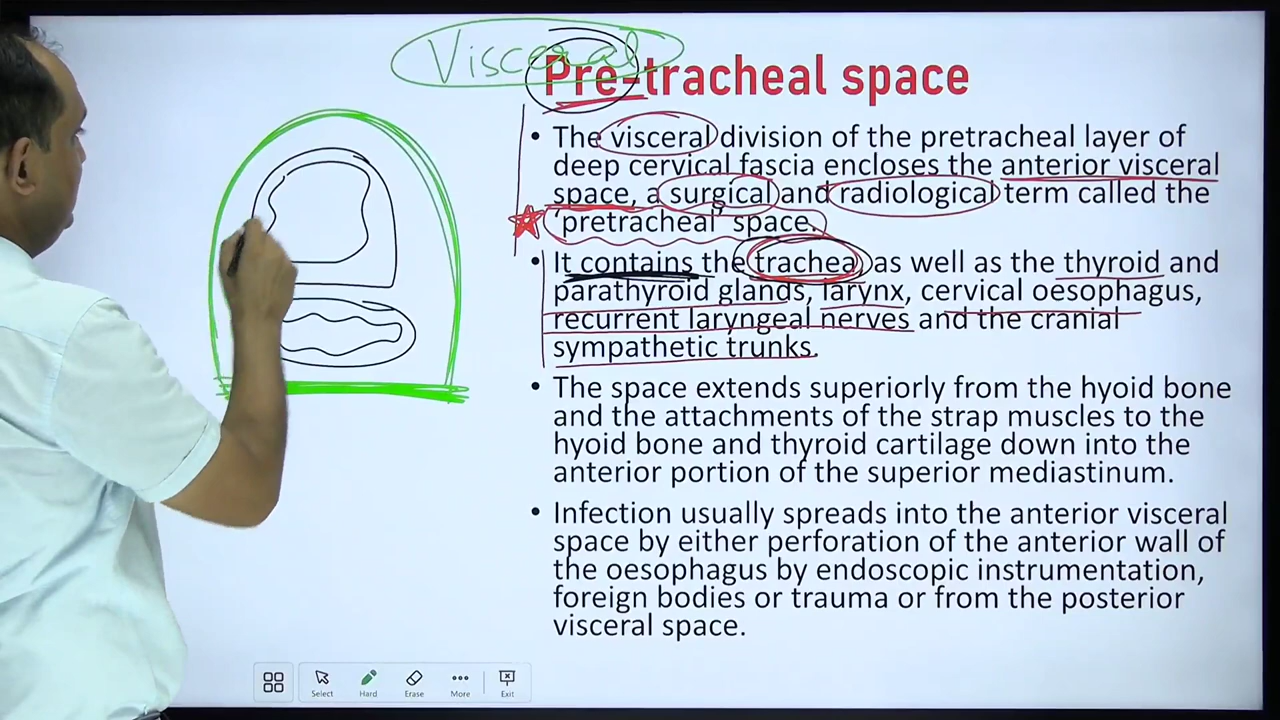 Visceral
Pre-tracheal space
• The visceral division of the pretracheal layer of
deep cervical fascia encloses the anterior visceral
space, a surgical and radiological term called the
'pretracheal' space.
• It contains the trachea, as well as the thyroid and
parathyroid glands, larynx, cervical oesophagus,
recurrent laryngeal nerves and the cranial
sympathetic trunks.
• The space extends superiorly from the hyoid bone
and the attachments of the strap muscles to the
hyoid bone and thyroid cartilage down into the
anterior portion of the superior mediastinum.
• Infection usually spreads into the anterior visceral
space by either perforation of the anterior wall of
the oesophagus by endoscopic instrumentation,
foreign bodies or trauma or from the posterior
visceral space.
Select Hard Erase More Exit